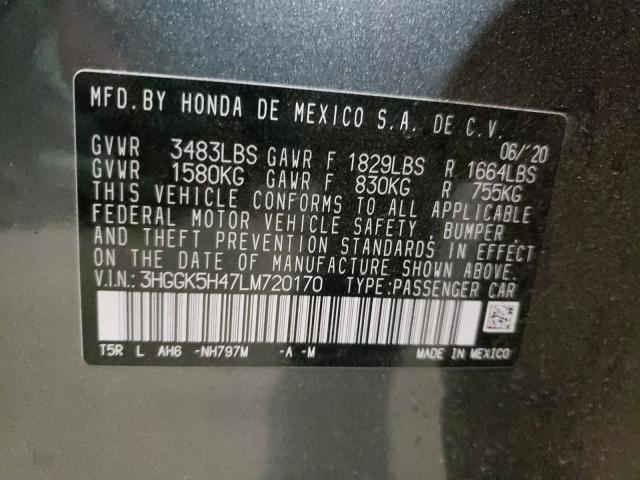 MFD. BY HONDA DE MEXICO S.A. DE C.V.
06/'20
GVWR 3483LBS GAWR F 1829LBS R 1664LBS
GVWR 1580KG GAWR F 830KG R 755KG
THIS VEHICLE CONFORMS TO ALL APPLICABLE
FEDERAL MOTOR VEHICLE SAFETY, BUMPER,
AND THEFT PREVENTION STANDARDS IN EFFECT
ON THE DATE OF MANUFACTURE SHOWN ABOVE.
V.I.N.: 3HGGK5H47LM720170 TYPE:PASSENGER CAR
T5R L AH6 -NH797M -A -M MADE IN MEXICO